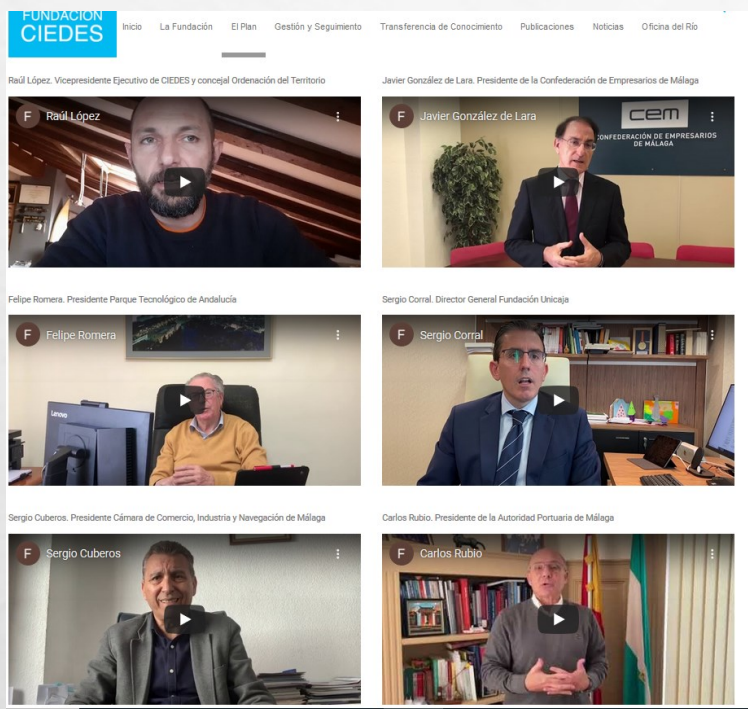 FUNDACIÓN
CIEDES
Inicio La Fundación El Plan Gestión y Seguimiento Transferencia de Conocimiento Publicaciones Noticias Oficina del Río
Raúl López. Vicepresidente Ejecutivo de CIEDES y concejal Ordenación del Territorio
Javier González de Lara. Presidente de la Confederación de Empresarios de Málaga
F Raúl López
F Javier González de Lara
cem
CONFEDERACIÓN DE EMPRESARIOS
DE MÁLAGA
Felipe Romera. Presidente Parque Tecnológico de Andalucía
Sergio Corral. Director General Fundación Unicaja
F Felipe Romera
Lenovo
F Sergio Corral
Sergio Cuberos. Presidente Cámara de Comercio, Industria y Navegación de Málaga
Carlos Rubio. Presidente de la Autoridad Portuaria de Málaga
F Sergio Cuberos
F Carlos Rubio